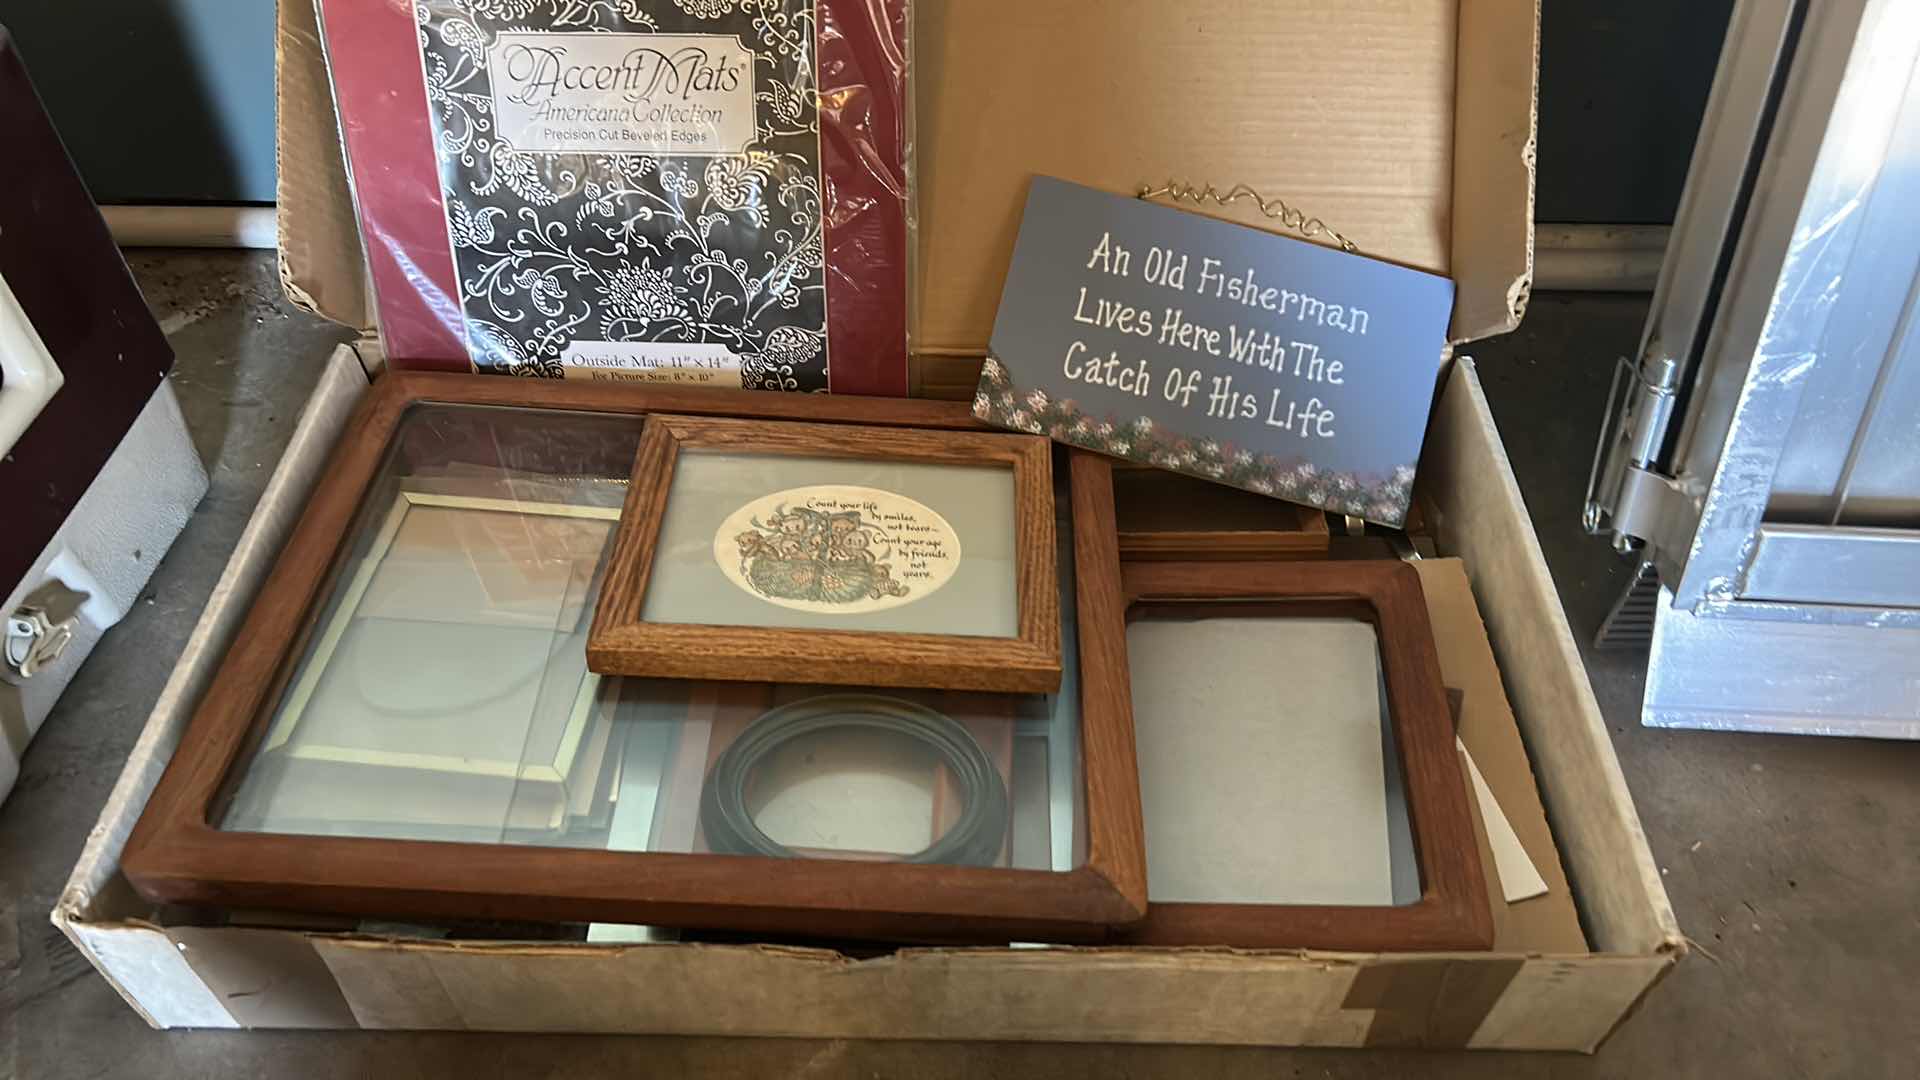 Accent Mats®
Americana Collection
Precision Cut Beveled Edges
Outside Mat: 11" x 14"
For Picture Size: 8" x 10"
An Old Fisherman
Lives Here With The
Catch Of His Life
Count your life
by smiles,
not tears—
Count your age
by friends,
not
years.